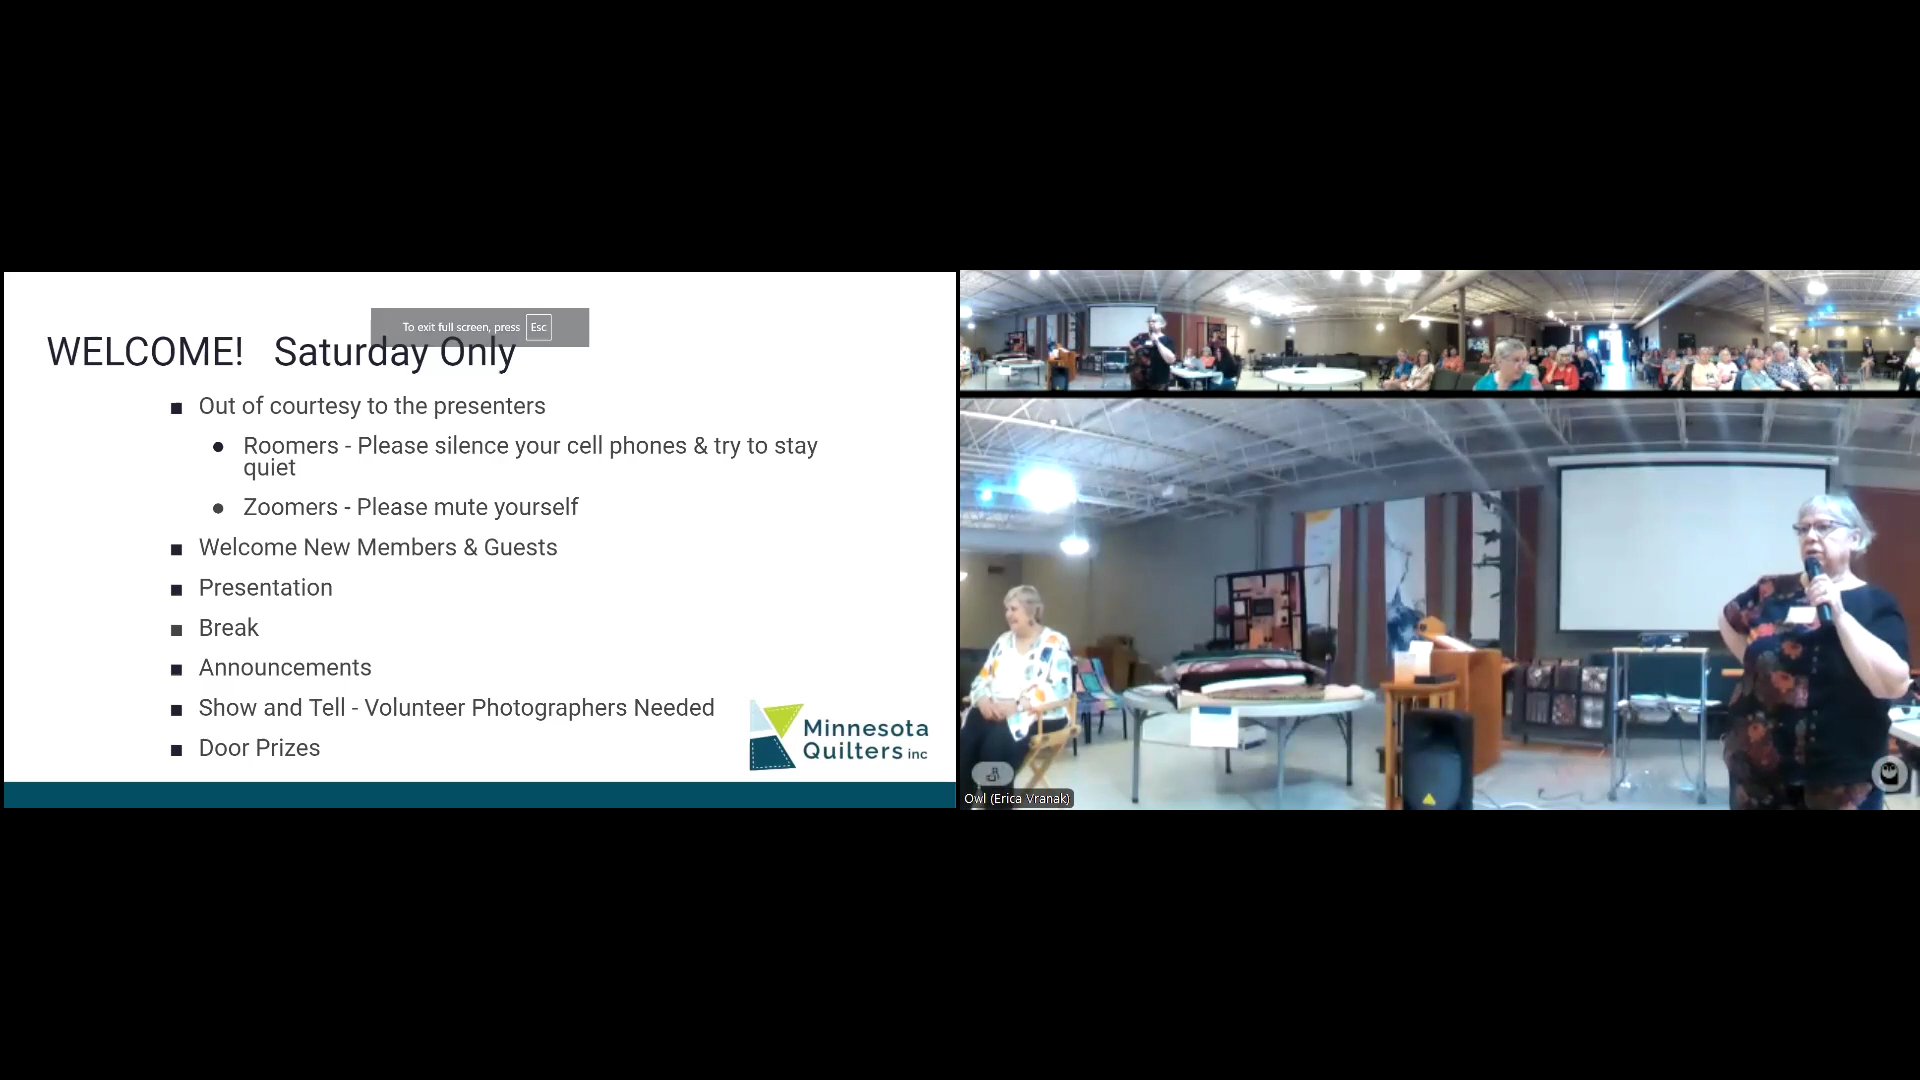 To exit full screen, press Esc
WELCOME! Saturday Only
■ Out of courtesy to the presenters
● Roomers - Please silence your cell phones & try to stay
quiet
● Zoomers - Please mute yourself
■ Welcome New Members & Guests
■ Presentation
■ Break
■ Announcements
■ Show and Tell - Volunteer Photographers Needed
■ Door Prizes
Minnesota
Quilters inc
Owl (Erica Vranak)